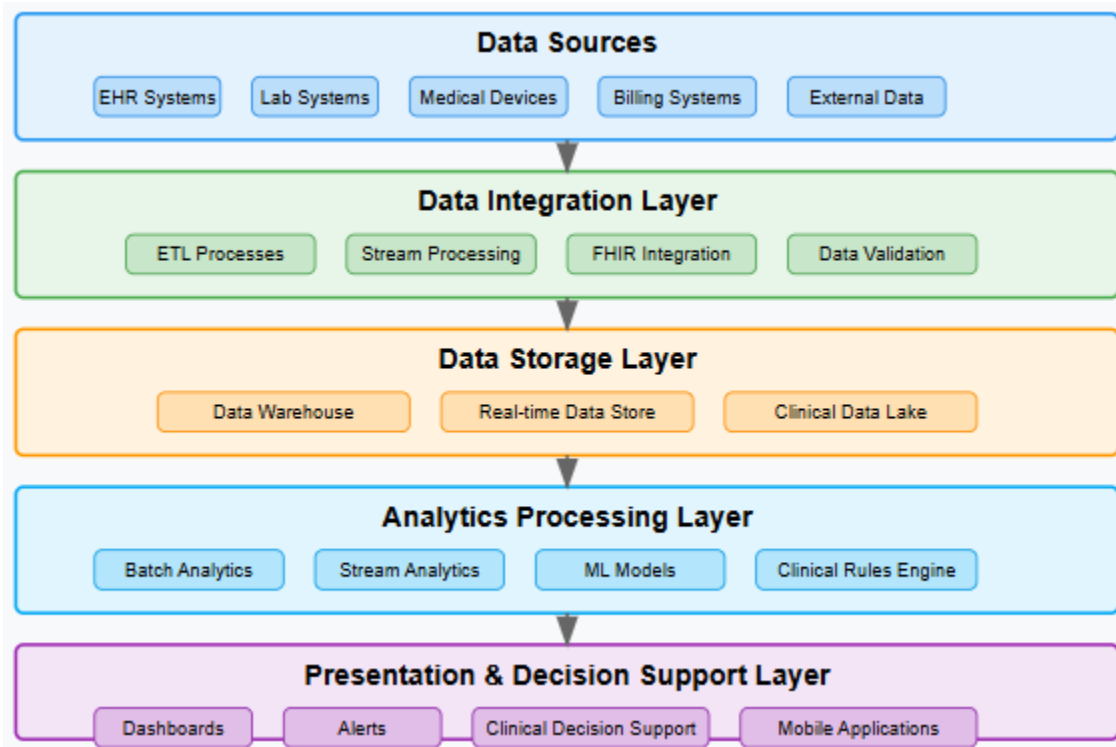 Data Sources
EHR Systems Lab Systems Medical Devices Billing Systems External Data
Data Integration Layer
ETL Processes Stream Processing FHIR Integration Data Validation
Data Storage Layer
Data Warehouse Real-time Data Store Clinical Data Lake
Analytics Processing Layer
Batch Analytics Stream Analytics ML Models Clinical Rules Engine
Presentation & Decision Support Layer
Dashboards Alerts Clinical Decision Support Mobile Applications